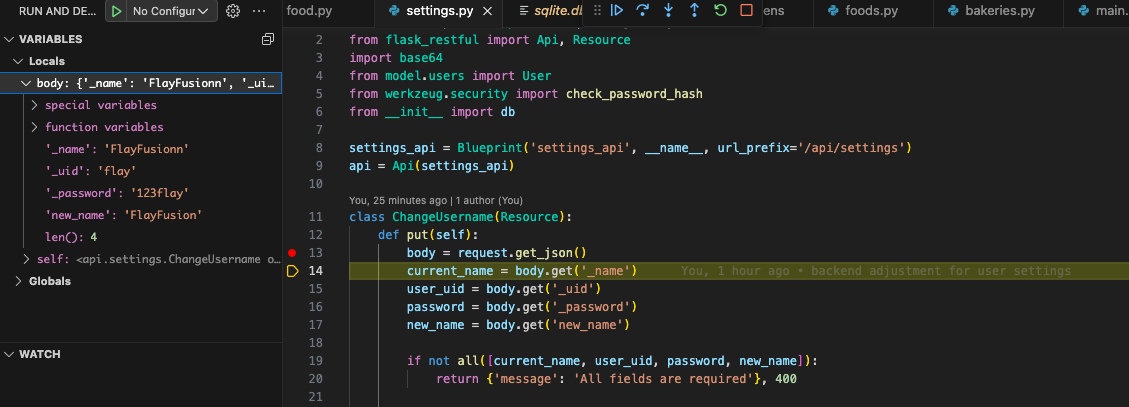 RUN AND DE... No Configur
food.py settings.py sqlite.d ens foods.py bakeries.py main.
VARIABLES
Locals
body: {'_name': 'FlayFusionn', '_ui...
special variables
function variables
'_name': 'FlayFusionn'
'_uid': 'flay'
'_password': '123flay'
'new_name': 'FlayFusion'
len(): 4
self: <api.settings.ChangeUsername o...
Globals
WATCH
2 from flask_restful import Api, Resource
3 import base64
4 from model.users import User
5 from werkzeug.security import check_password_hash
6 from __init__ import db
7
8 settings_api = Blueprint('settings_api', __name__, url_prefix='/api/settings')
9 api = Api(settings_api)
10
You, 25 minutes ago | 1 author (You)
11 class ChangeUsername(Resource):
12 def put(self):
13 body = request.get_json()
14 current_name = body.get('_name') You, 1 hour ago • backend adjustment for user settings
15 user_uid = body.get('_uid')
16 password = body.get('_password')
17 new_name = body.get('new_name')
18
19 if not all([current_name, user_uid, password, new_name]):
20 return {'message': 'All fields are required'}, 400
21